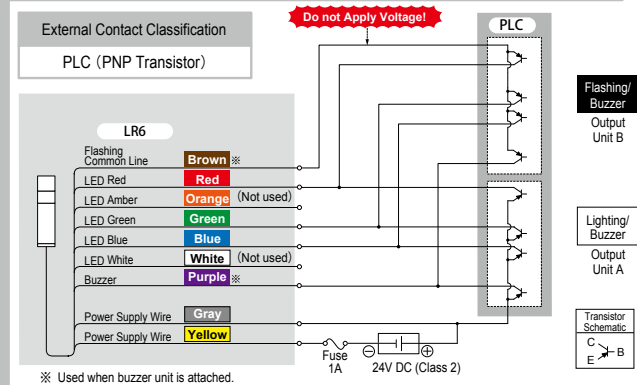 External Contact Classification
PLC (PNP Transistor)
Do not Apply Voltage!
PLC
LR6
Flashing
Common Line
Brown ※
LED Red
Red
LED Amber
Orange (Not used)
LED Green
Green
LED Blue
Blue
LED White
White (Not used)
Buzzer
Purple ※
Power Supply Wire
Gray
Power Supply Wire
Yellow
Fuse
1A
⊖ ⊕
24V DC (Class 2)
※ Used when buzzer unit is attached.
Flashing/
Buzzer
Output
Unit B
Lighting/
Buzzer
Output
Unit A
Transistor
Schematic
C
B
E